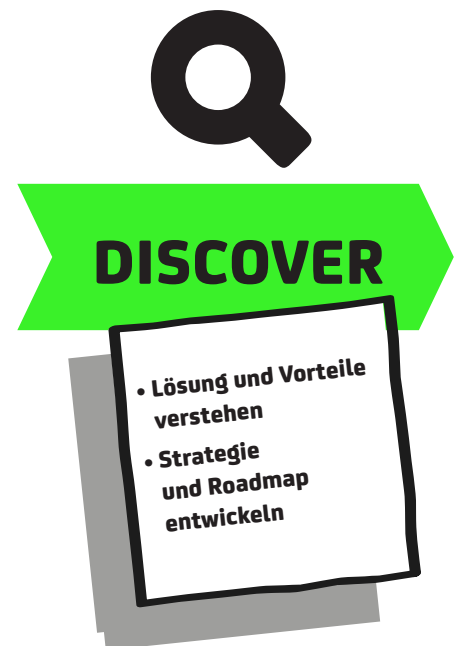 DISCOVER
• Lösung und Vorteile
verstehen
• Strategie
und Roadmap
entwickeln